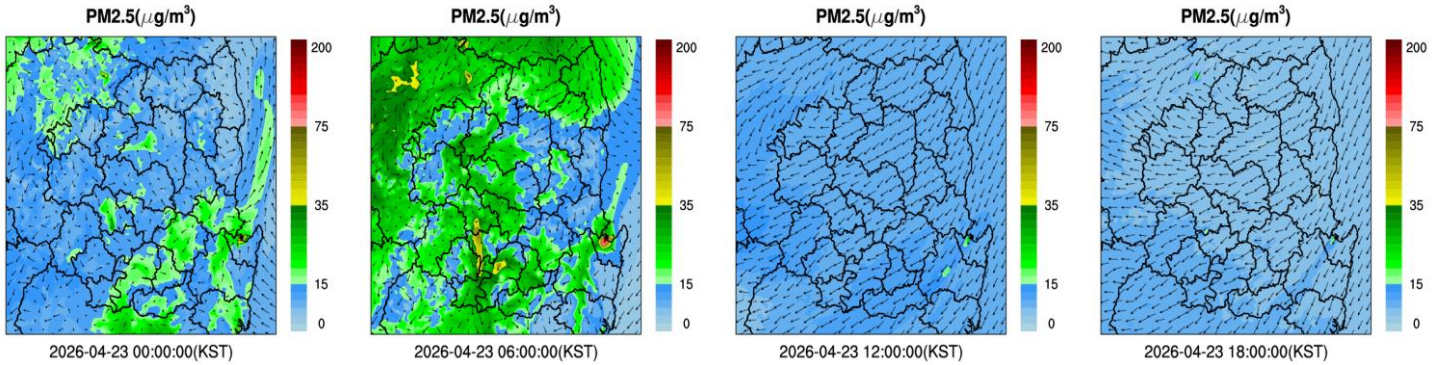 PM2.5(μg/m³) PM2.5(μg/m³) PM2.5(μg/m³) PM2.5(μg/m³)
200 200 200 200
75 75 75 75
35 35 35 35
15 15 15 15
0 0 0 0
2026-04-23 00:00:00(KST) 2026-04-23 06:00:00(KST) 2026-04-23 12:00:00(KST) 2026-04-23 18:00:00(KST)